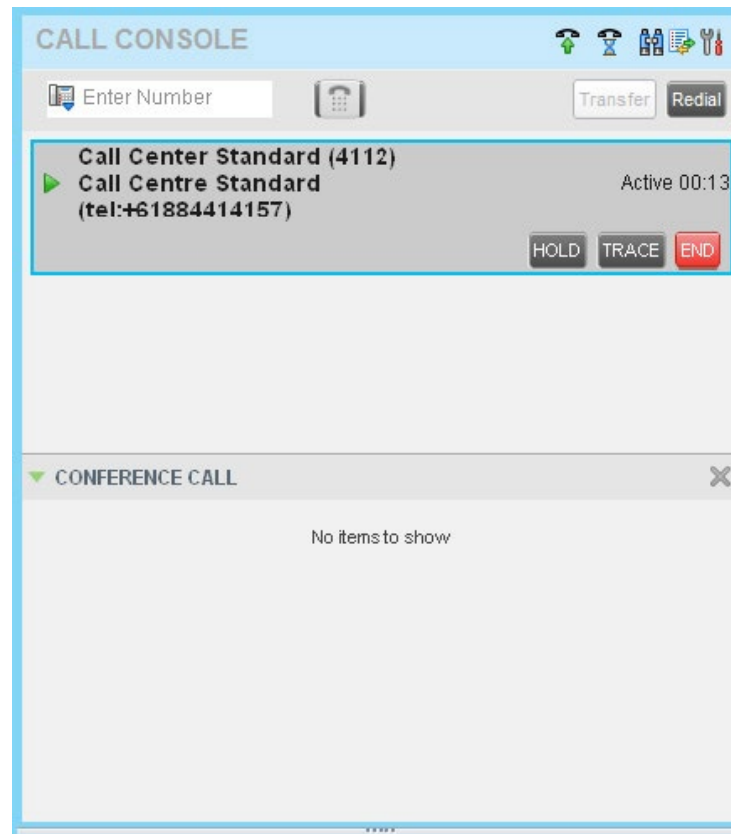 CALL CONSOLE
Enter Number
Transfer
Redial
Call Center Standard (4112)
Call Centre Standard
(tel:+61884414157)
Active 00:13
HOLD
TRACE
END
CONFERENCE CALL
No items to show